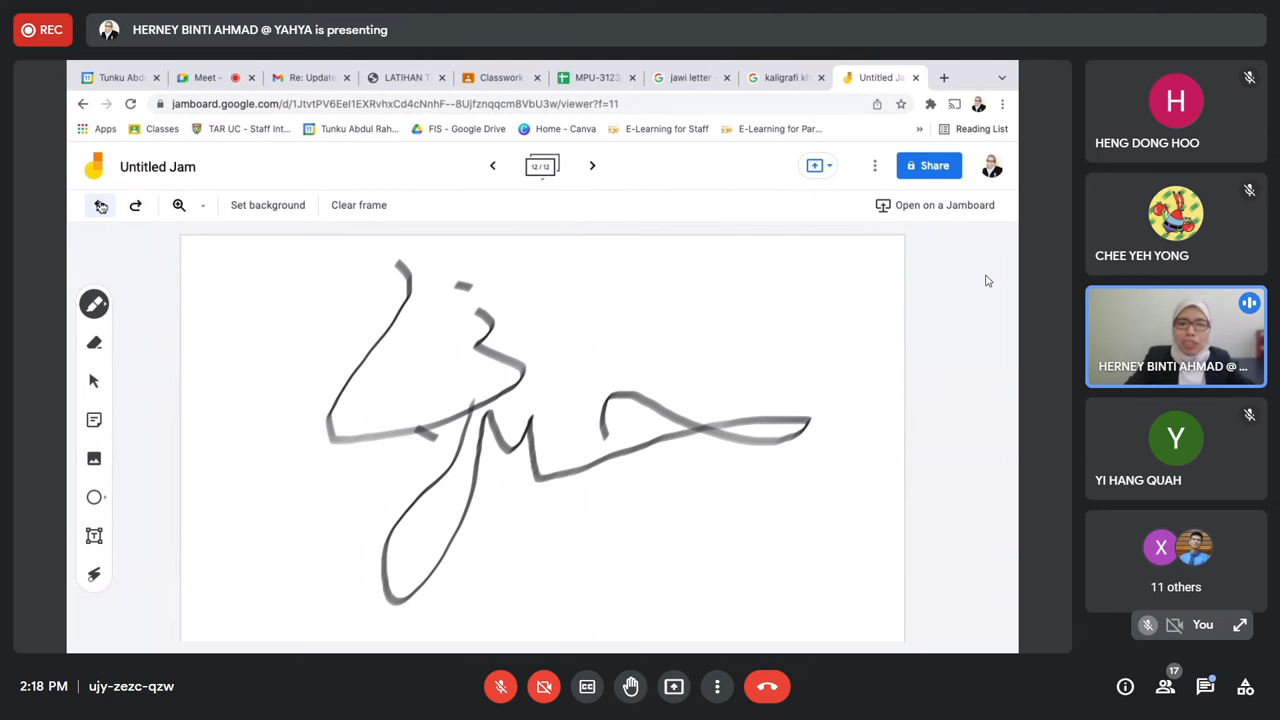 REC
HERNEY BINTI AHMAD @ YAHYA is presenting
Tunku Abd
Meet -
Re: Update
LATIHAN T
Classwork
MPU-3123
jawi letter -
kaligrafi kh
Untitled Ja
jamboard.google.com/d/1JtvtPV6EeI1EXRvhxCd4cNnhF--8Ujfznqqcm8VbU3w/viewer?f=11
Apps
Classes
TAR UC - Staff Int...
Tunku Abdul Rah...
FIS - Google Drive
Home - Canva
E-Learning for Staff
E-Learning for Par...
»
Reading List
Untitled Jam
12 / 12
Share
Set background
Clear frame
Open on a Jamboard
H
HENG DONG HOO
CHEE YEH YONG
HERNEY BINTI AHMAD @ ...
Y
YI HANG QUAH
X
11 others
You
2:18 PM
ujy-zezc-qzw
17